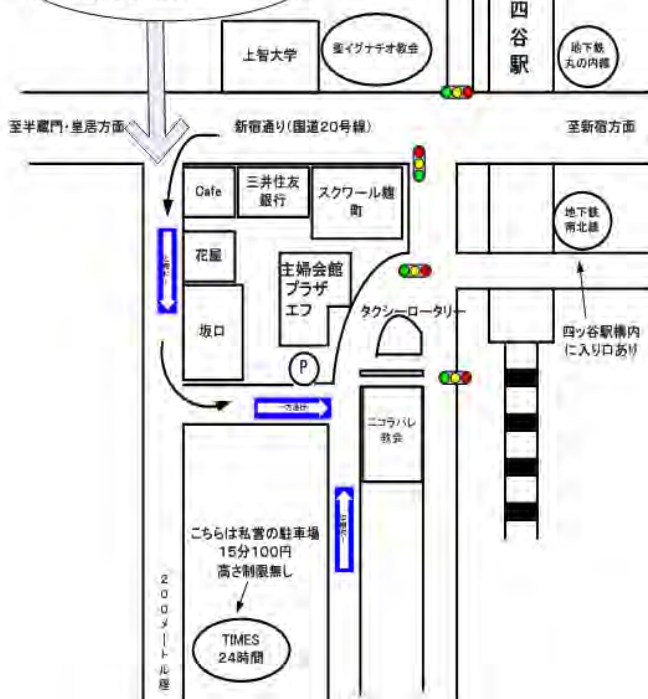 四谷駅
上智大学
聖イグナチオ教会
地下鉄
丸の内線
至半蔵門・皇居方面
新宿通り(国道20号線)
至新宿方面
Cafe
三井住友
銀行
スクワール麹
町
地下鉄
南北線
花屋
主婦会館
プラザ
エフ
タクシーロータリー
坂口
四ッ谷駅構内
に入り口あり
P
一方通行
ニコラバレ
教会
こちらは私営の駐車場
15分100円
高さ制限無し
200メートル程
TIMES
24時間